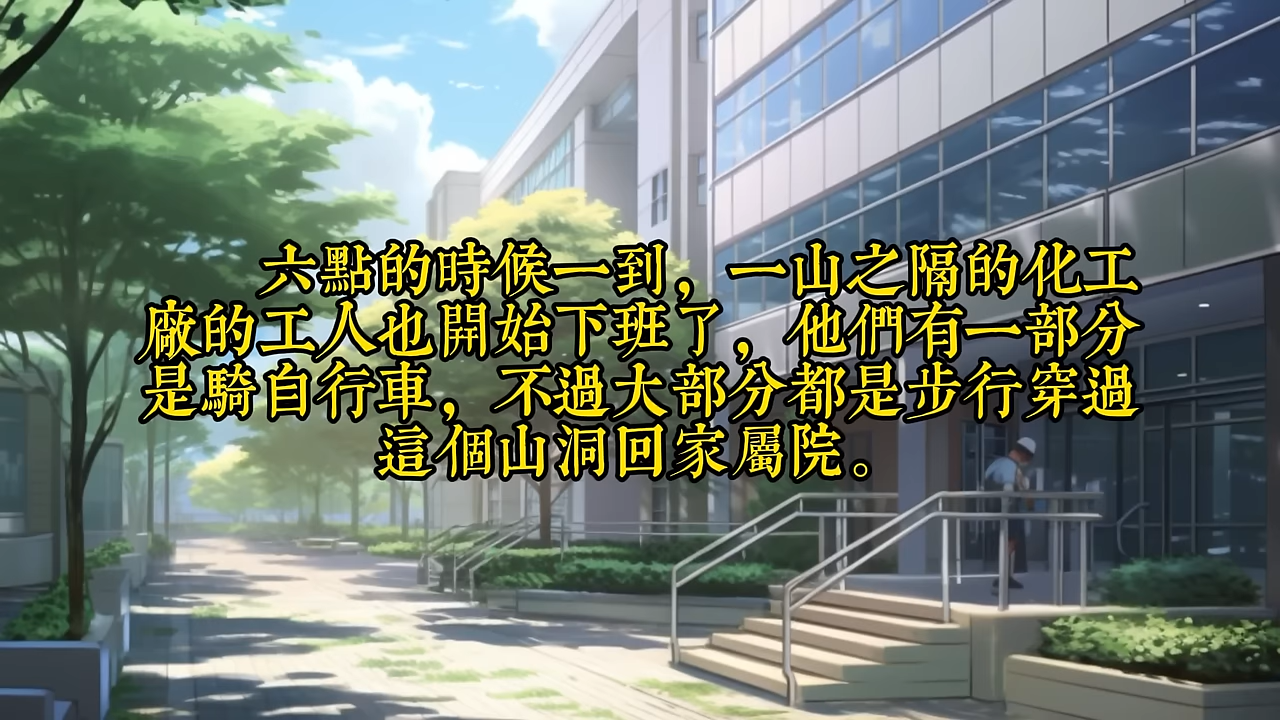 六點的時候一到，一山之隔的化工
廠的工人也開始下班了，他們有一部分
是騎自行車，不過大部分都是步行穿過
這個山洞回家屬院。